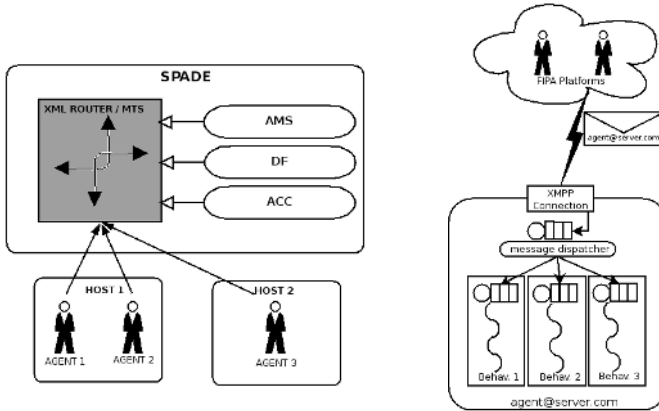 SPADE
XML ROUTER / MTS
AMS
DF
ACC
HOST 1
AGENT 1
AGENT 2
HOST 2
AGENT 3
FIPA Platforms
agent@server.com
XMPP
Connection
message dispatcher
Behav. 1
Behav. 2
Behav. 3
agent@server.com